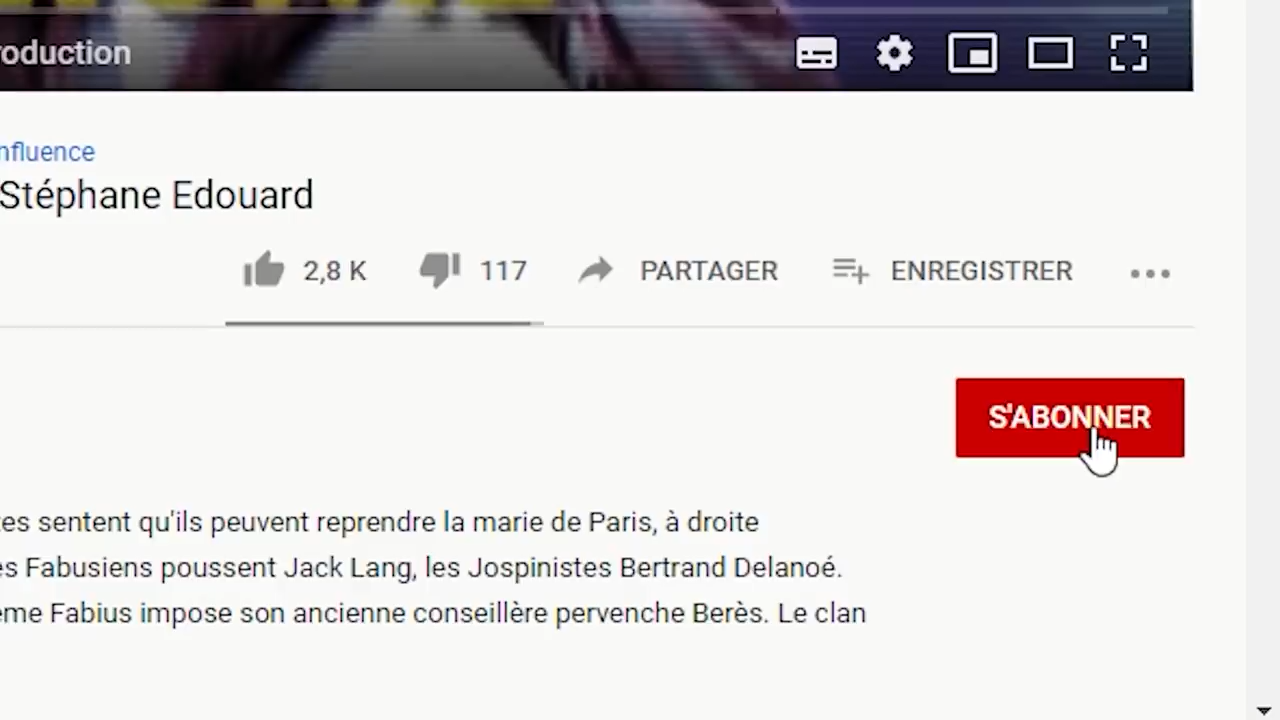 roduction
nfluence
Stéphane Edouard
2,8 K 117 PARTAGER ENREGISTRER
S'ABONNER
tes sentent qu'ils peuvent reprendre la marie de Paris, à droite
es Fabusiens poussent Jack Lang, les Jospinistes Bertrand Delanoé.
ème Fabius impose son ancienne conseillère pervenche Berès. Le clan